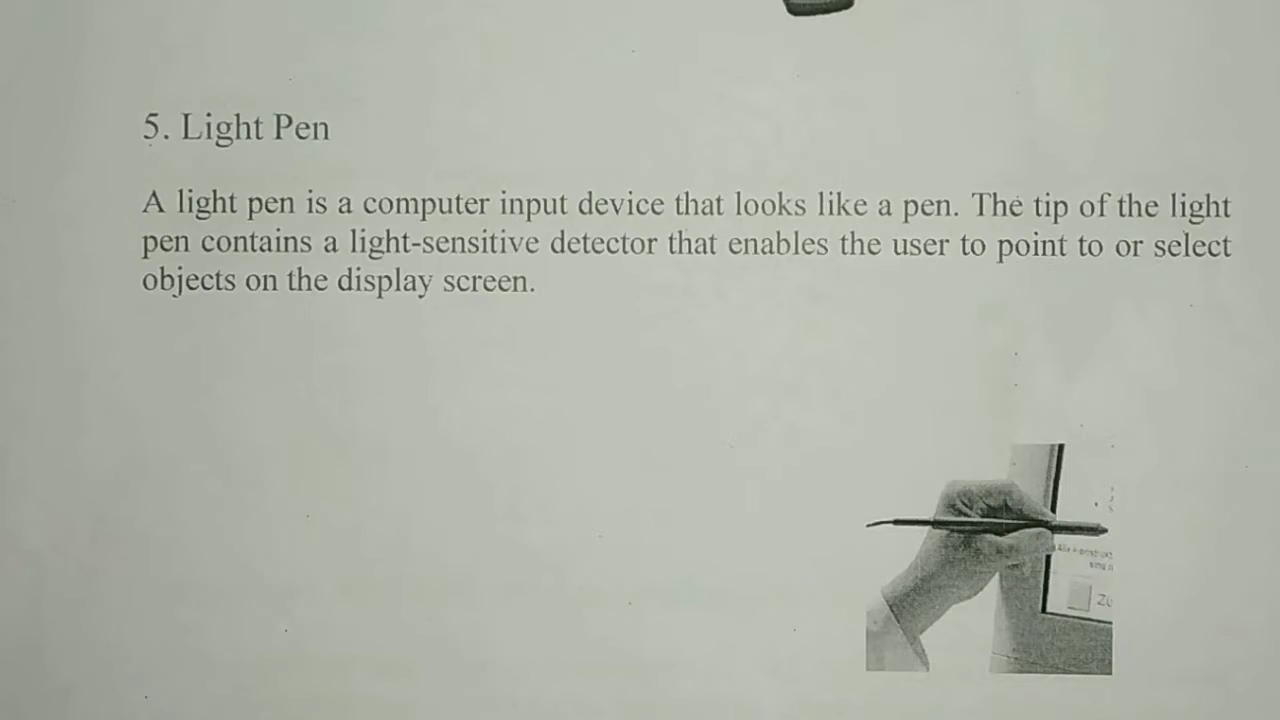 5. Light Pen
A light pen is a computer input device that looks like a pen. The tip of the light
pen contains a light-sensitive detector that enables the user to point to or select
objects on the display screen.
Zu